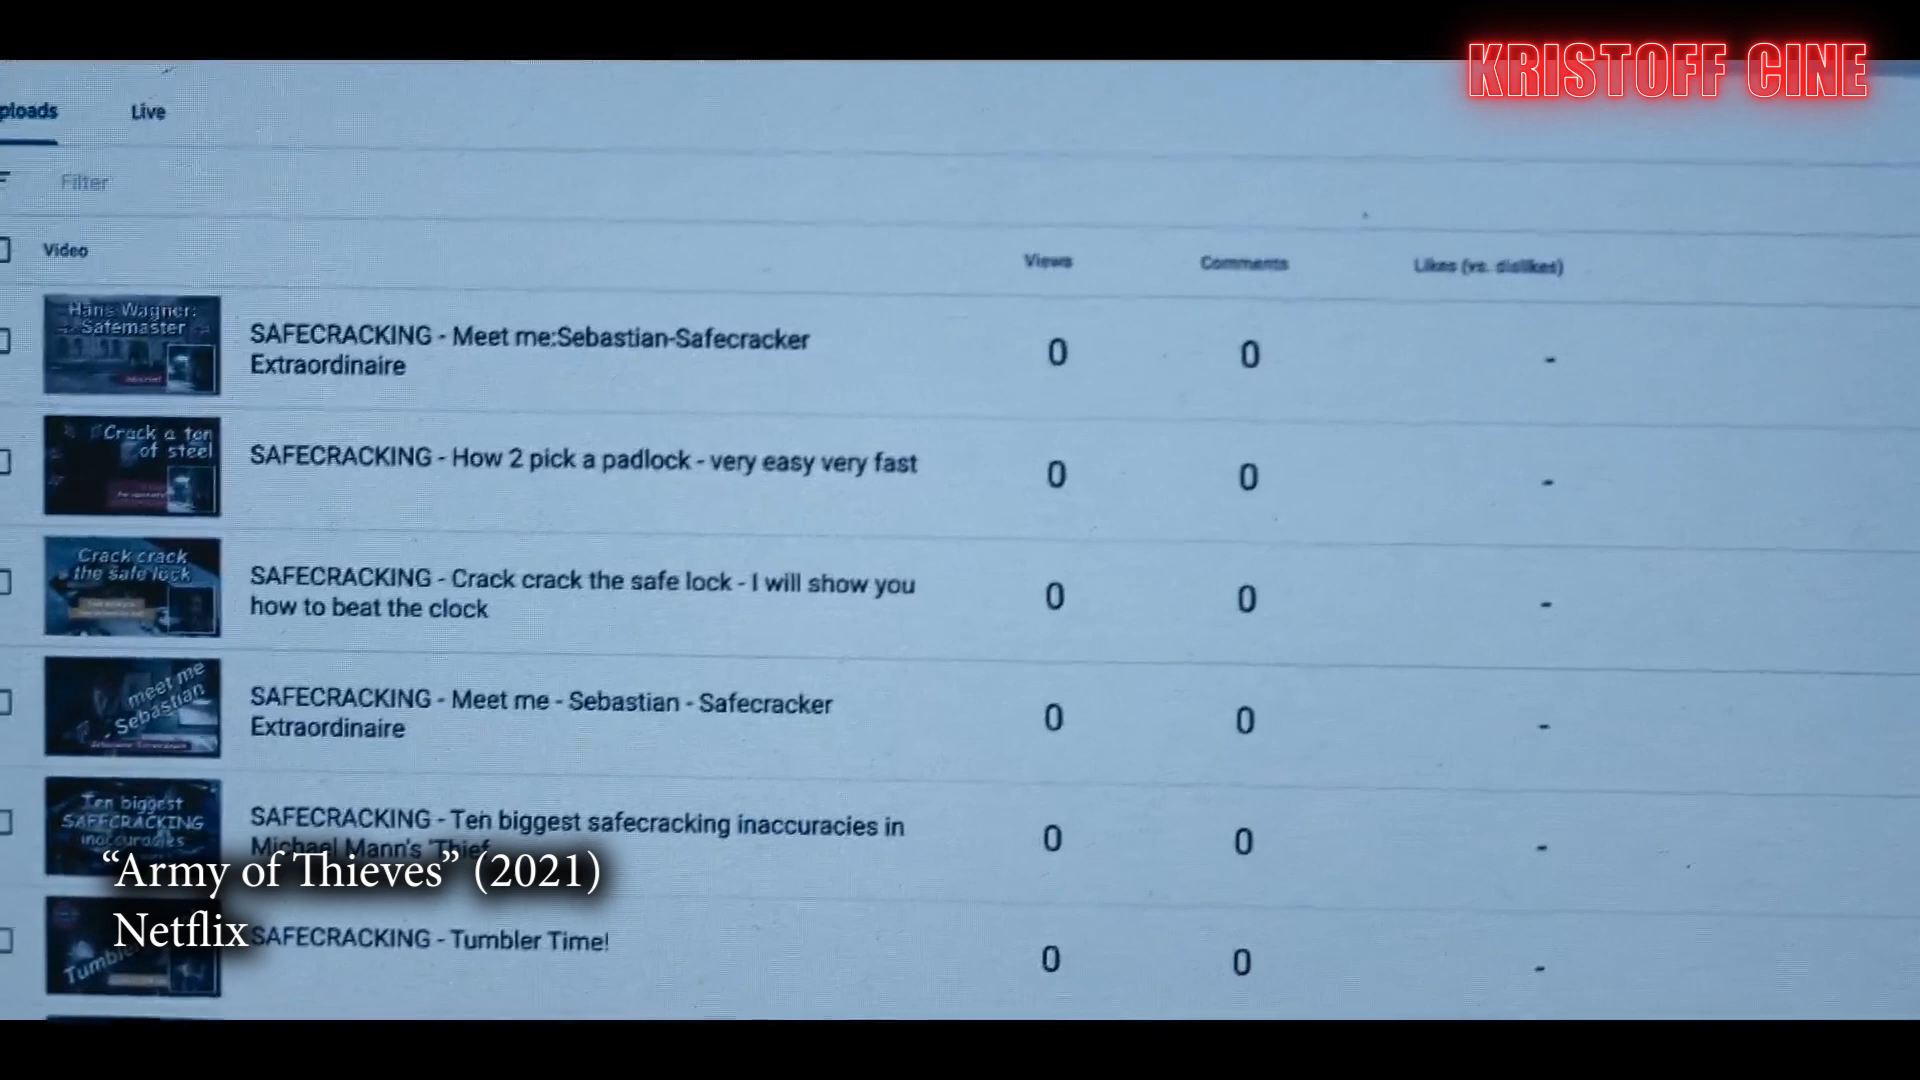 KRISTOFF CINE
ploads Live
Filter
Video Views Comments Likes (vs. dislikes)
Hans Wagner:
Safemaster
SAFECRACKING - Meet me:Sebastian-Safecracker
Extraordinaire
0 0 -
Crack a ton
of steel
SAFECRACKING - How 2 pick a padlock - very easy very fast
0 0 -
Crack crack
the safe lock
SAFECRACKING - Crack crack the safe lock - I will show you
how to beat the clock
0 0 -
meet me
Sebastian
SAFECRACKING - Meet me - Sebastian - Safecracker
Extraordinaire
0 0 -
Ten biggest
SAFECRACKING
inaccuracies
SAFECRACKING - Ten biggest safecracking inaccuracies in
Michael Mann's 'Thief
0 0 -
“Army of Thieves” (2021)
Netflix
SAFECRACKING - Tumbler Time!
0 0 -